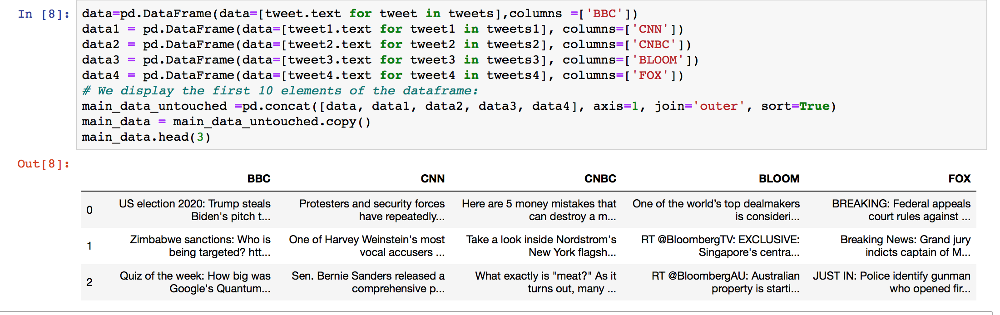 In [8]: data=pd.DataFrame(data=[tweet.text for tweet in tweets],columns =['BBC'])
data1 = pd.DataFrame(data=[tweet1.text for tweet1 in tweets1], columns=['CNN'])
data2 = pd.DataFrame(data=[tweet2.text for tweet2 in tweets2], columns=['CNBC'])
data3 = pd.DataFrame(data=[tweet3.text for tweet3 in tweets3], columns=['BLOOM'])
data4 = pd.DataFrame(data=[tweet4.text for tweet4 in tweets4], columns=['FOX'])
# We display the first 10 elements of the dataframe:
main_data_untouched =pd.concat([data, data1, data2, data3, data4], axis=1, join='outer', sort=True)
main_data = main_data_untouched.copy()
main_data.head(3)
Out[8]:
BBC CNN CNBC BLOOM FOX
0 US election 2020: Trump steals Protesters and security forces Here are 5 money mistakes that One of the world’s top dealmakers BREAKING: Federal appeals
Biden's pitch t... have repeatedly... can destroy a m... is consideri... court rules against ...
1 Zimbabwe sanctions: Who is One of Harvey Weinstein's most Take a look inside Nordstrom's RT @BloombergTV: EXCLUSIVE: Breaking News: Grand jury
being targeted? htt... vocal accusers ... New York flagsh... Singapore's centra... indicts captain of M...
2 Quiz of the week: How big was Sen. Bernie Sanders released a What exactly is "meat?" As it RT @BloombergAU: Australian JUST IN: Police identify gunman
Google's Quantum... comprehensive p... turns out, many ... property is starti... who opened fir...